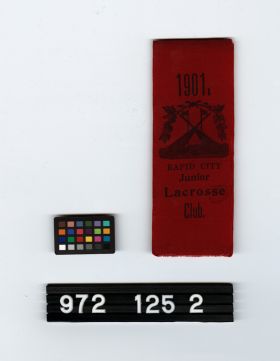 1901.
RAPID CITY
Junior
Lacrosse
Club.
972 125 2